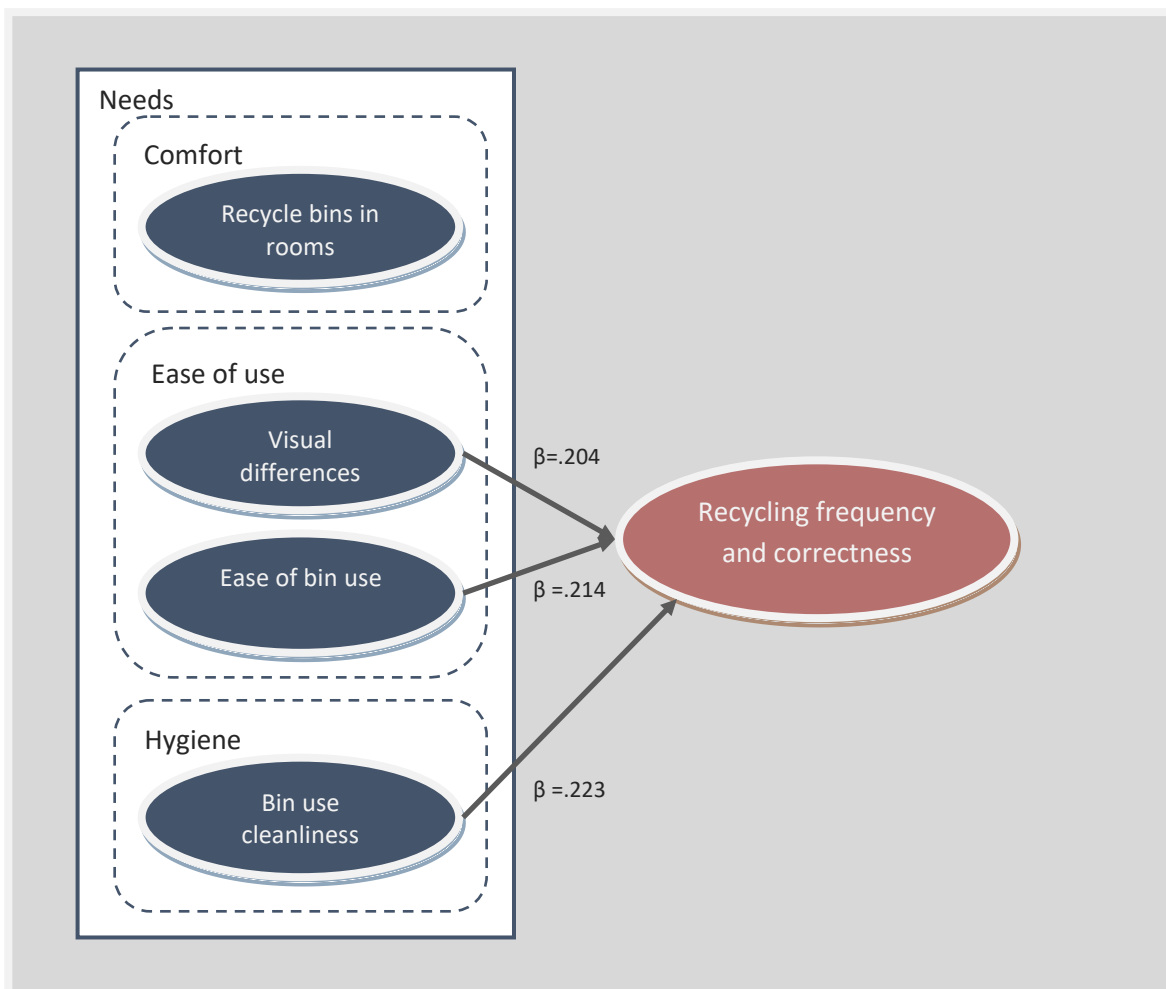 Needs
Comfort
Recycle bins in
rooms
Ease of use
Visual
differences
β=.204
Ease of bin use
β =.214
Recycling frequency
and correctness
Hygiene
Bin use
cleanliness
β =.223